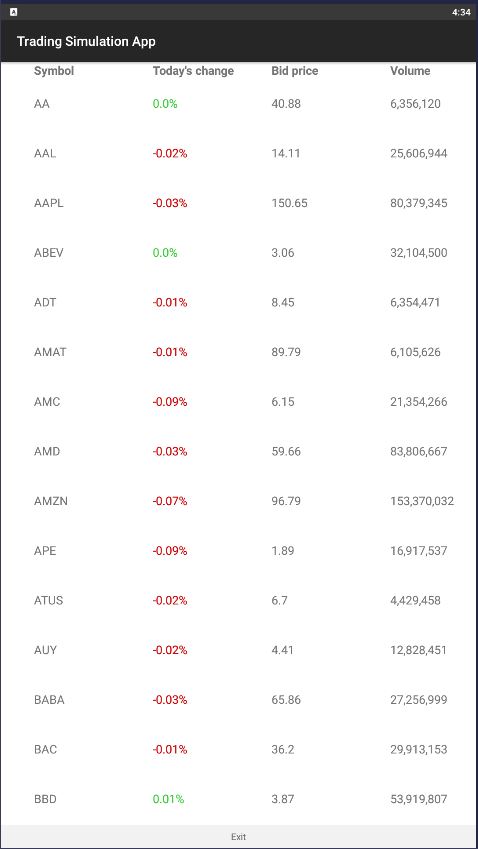 A 4:34
Trading Simulation App
Symbol Today's change Bid price Volume
AA 0.0% 40.88 6,356,120
AAL -0.02% 14.11 25,606,944
AAPL -0.03% 150.65 80,379,345
ABEV 0.0% 3.06 32,104,500
ADT -0.01% 8.45 6,354,471
AMAT -0.01% 89.79 6,105,626
AMC -0.09% 6.15 21,354,266
AMD -0.03% 59.66 83,806,667
AMZN -0.07% 96.79 153,370,032
APE -0.09% 1.89 16,917,537
ATUS -0.02% 6.7 4,429,458
AUY -0.02% 4.41 12,828,451
BABA -0.03% 65.86 27,256,999
BAC -0.01% 36.2 29,913,153
BBD 0.01% 3.87 53,919,807
Exit